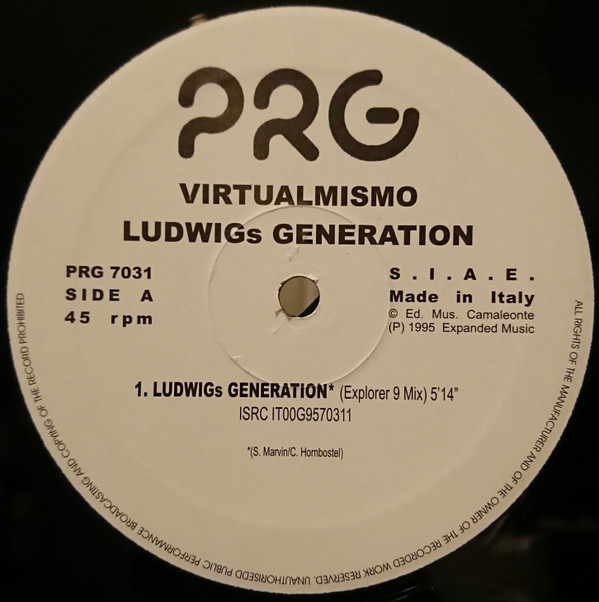 PRG
VIRTUALMISMO
LUDWIGs GENERATION
PRG 7031
SIDE A
45 rpm
S.I.A.E.
Made in Italy
© Ed. Mus. Camaleonte
(P) 1995 Expanded Music
1. LUDWIGs GENERATION* (Explorer 9 Mix) 5'14"
ISRC IT00G9570311
*(S. Marvin/C. Hornbostel)
ALL RIGHTS OF THE MANUFACTURER AND OF THE OWNER OF THE RECORDED WORK RESERVED. UNAUTHORISEDD PUBLIC PERFORMANCE BROADCASTING AND COPYING OF THE RECORD PROHIBITED